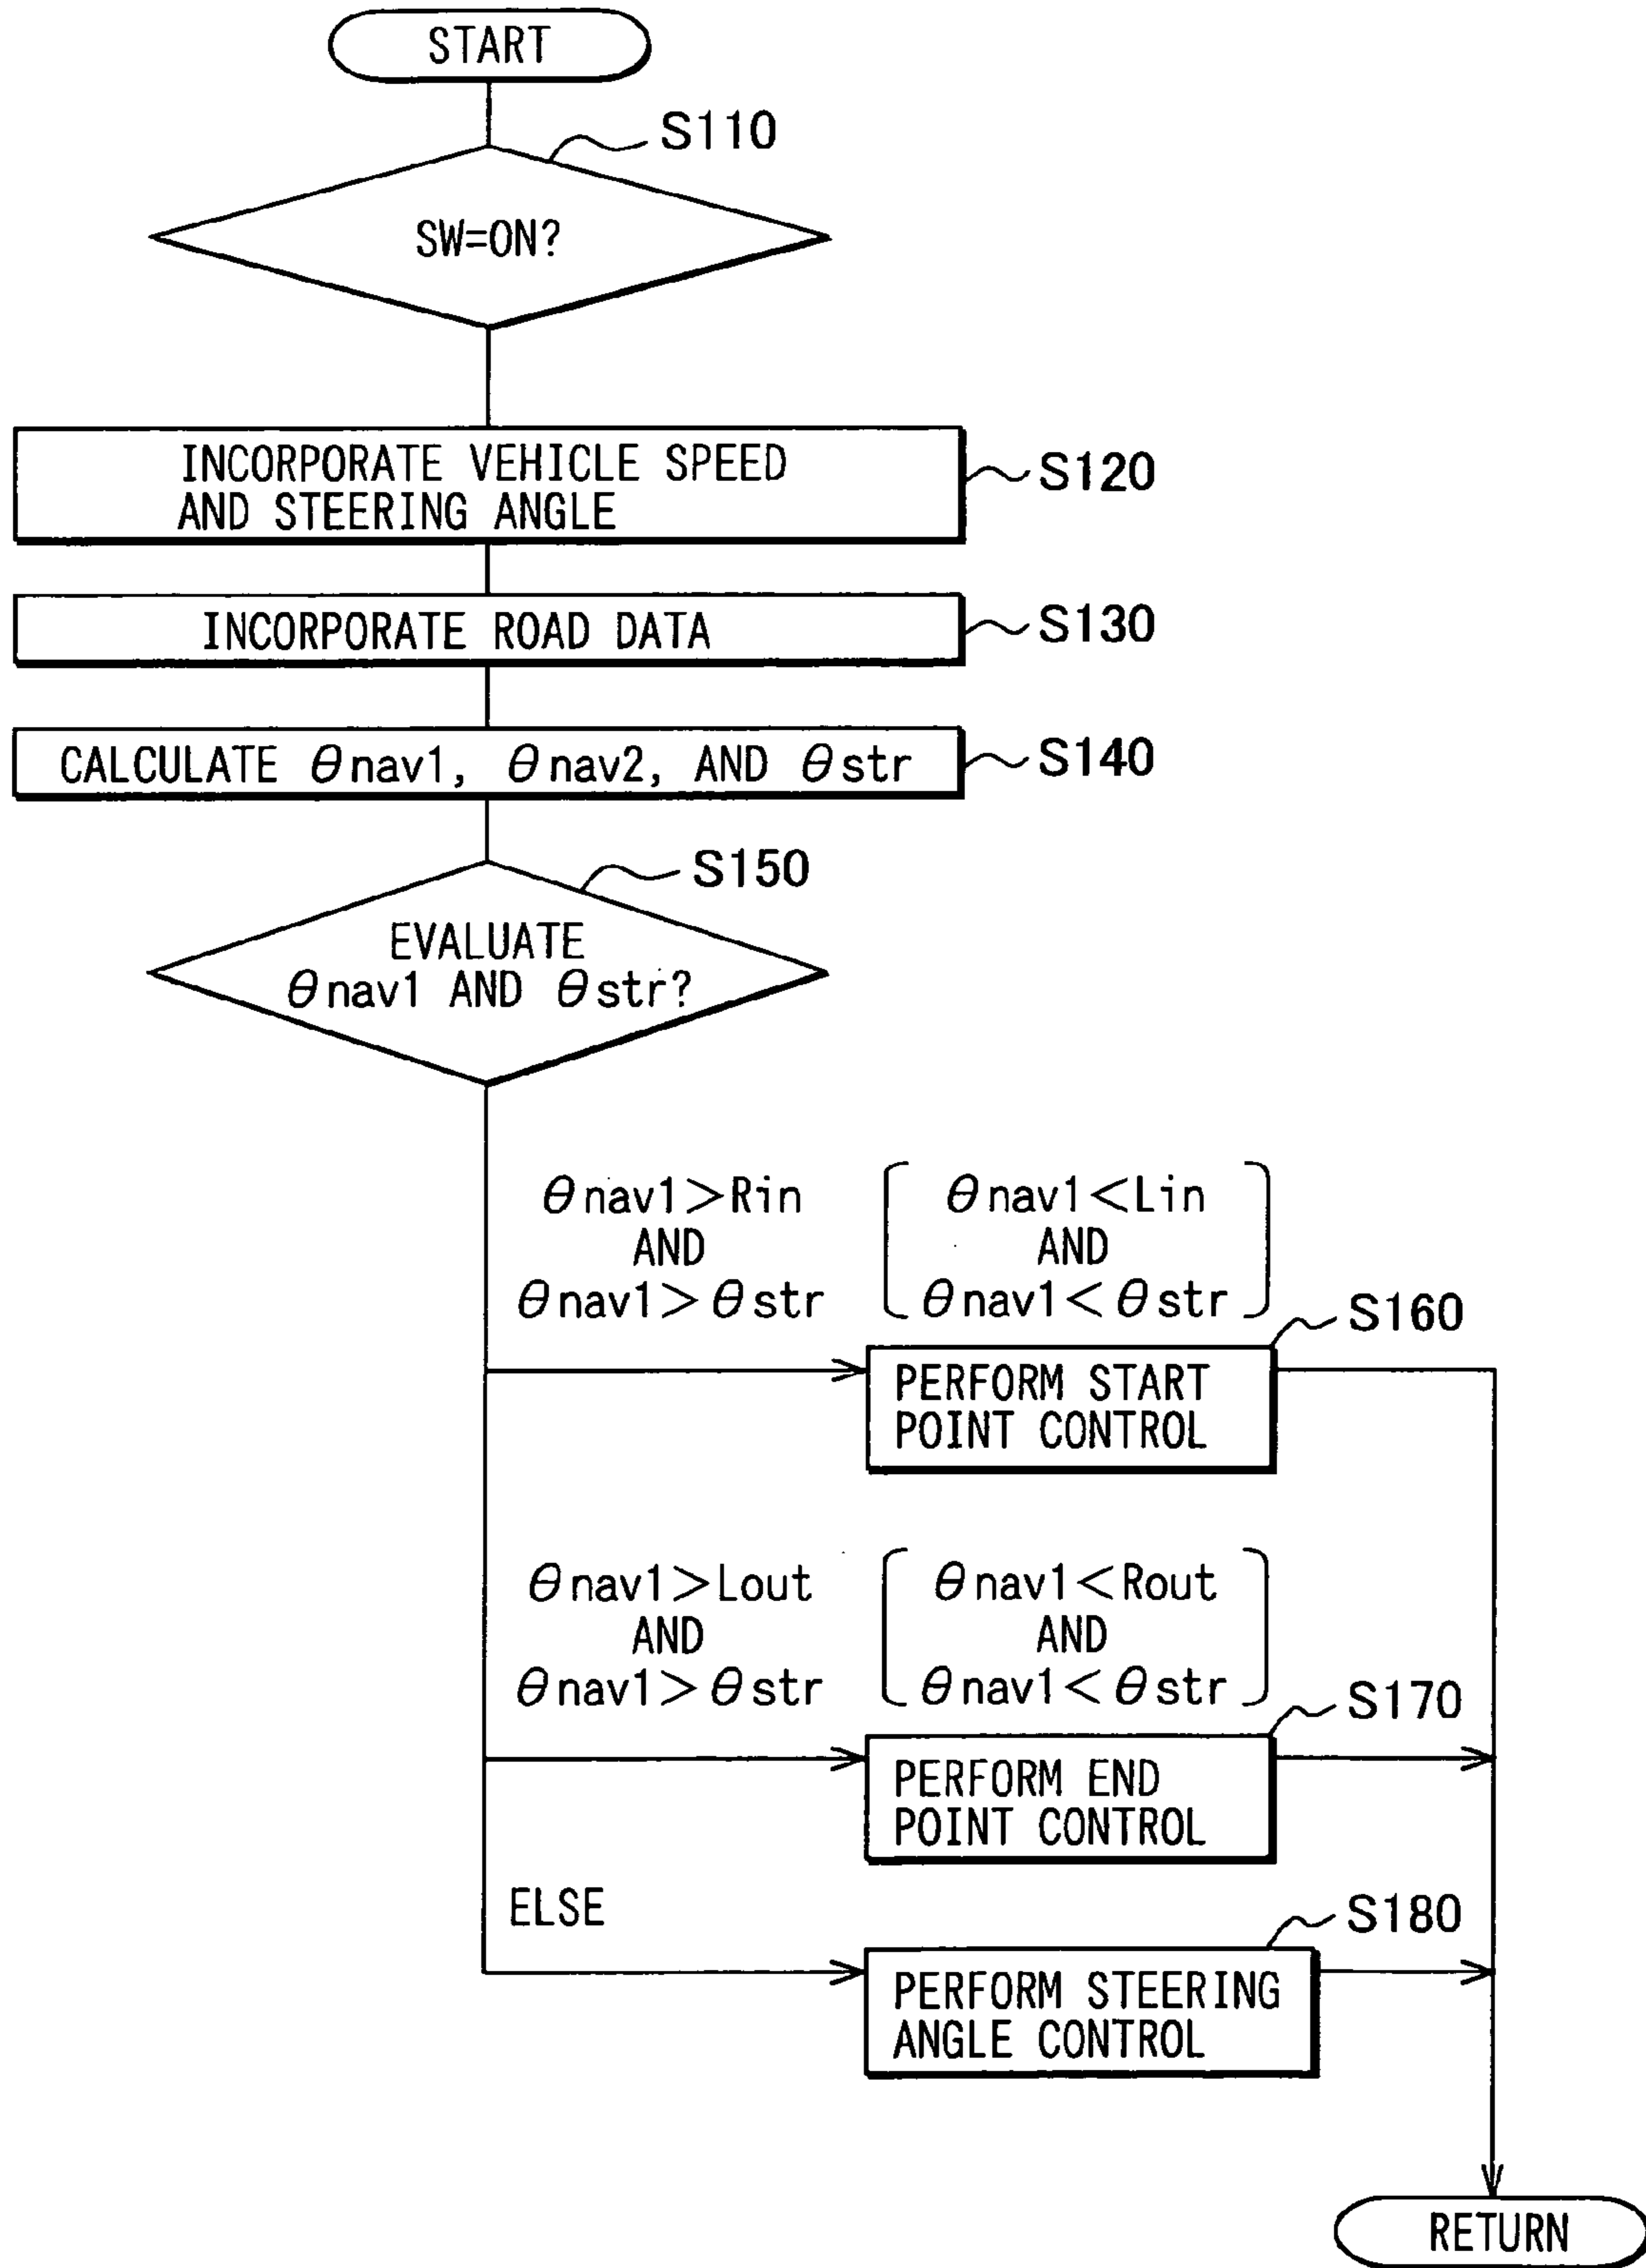 START
S110
SW=ON?
INCORPORATE VEHICLE SPEED
AND STEERING ANGLE
S120
INCORPORATE ROAD DATA
S130
CALCULATE θnav1, θnav2, AND θstr
S140
S150
EVALUATE
θnav1 AND θstr?
θnav1>Rin
AND
θnav1>θstr
θnav1<Lin
AND
θnav1<θstr
S160
PERFORM START
POINT CONTROL
θnav1>Lout
AND
θnav1>θstr
θnav1<Rout
AND
θnav1<θstr
S170
PERFORM END
POINT CONTROL
ELSE
S180
PERFORM STEERING
ANGLE CONTROL
RETURN